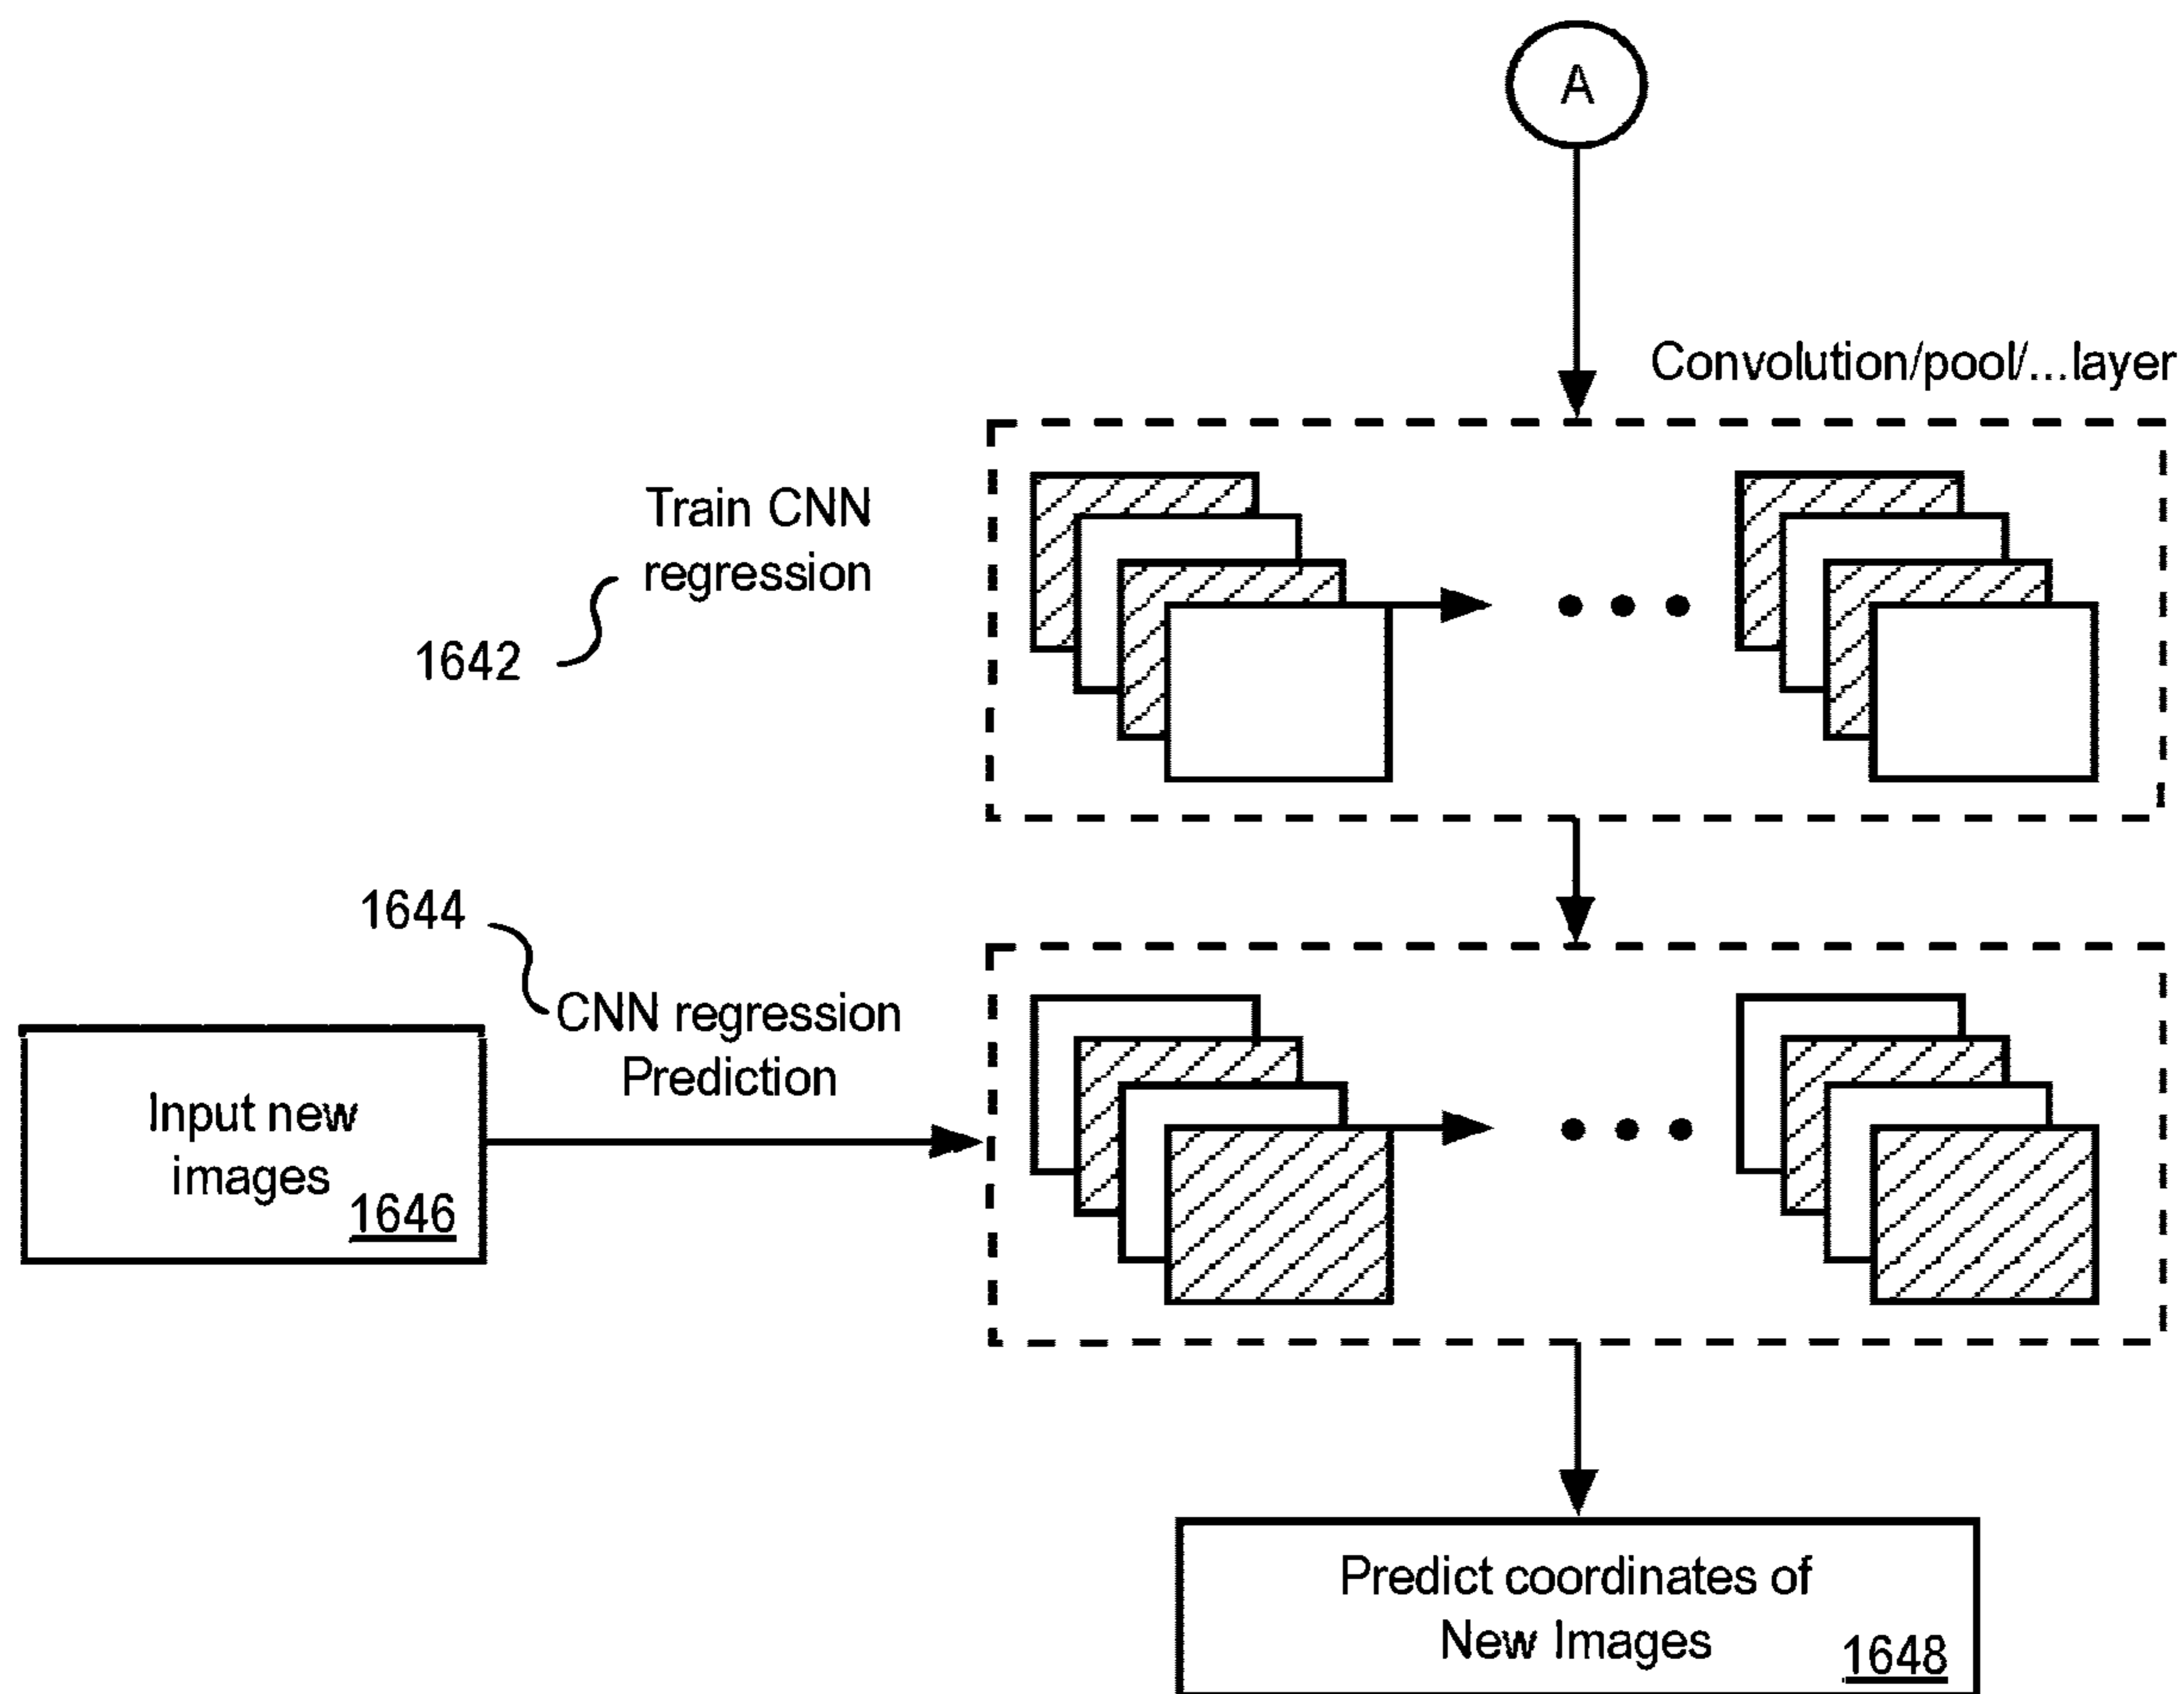 A
Convolution/pool/...layer
Train CNN
regression
1642
1644
CNN regression
Prediction
Input new
images
1646
Predict coordinates of
New Images
1648